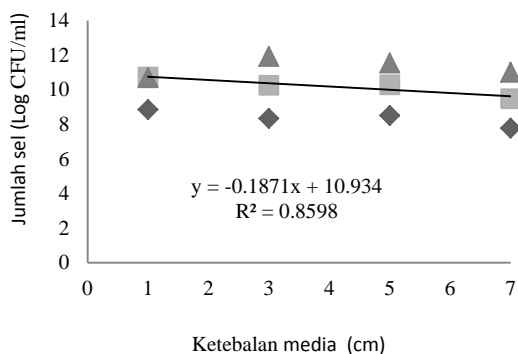 14
12
10
8
6
4
2
0
Jumlah sel (Log CFU/ml)
y = -0.1871x + 10.934
R² = 0.8598
0 1 2 3 4 5 6 7
Ketebalan media (cm)